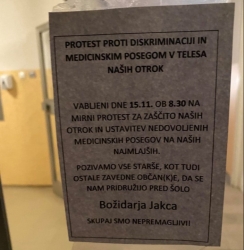 PROTEST PROTI DISKRIMINACIJI IN
MEDICINSKIM POSEGOM V TELESA
NAŠIH OTROK
VABLJENI DNE 15.11. OB 8.30 NA
MIRNI PROTEST ZA ZAŠČITO NAŠIH
OTROK IN USTAVITEV NEDOVOLJENIH
MEDICINSKIH POSEGOV NA NAŠIH
NAJMLAJŠIH.
POZIVAMO VSE STARŠE, KOT TUDI
OSTALE ZAVEDNE OBČAN(K)E, DA SE
NAM PRIDRUŽIJO PRED ŠOLO
Božidarja Jakca
SKUPAJ SMO NEPREMAGLJIVI!